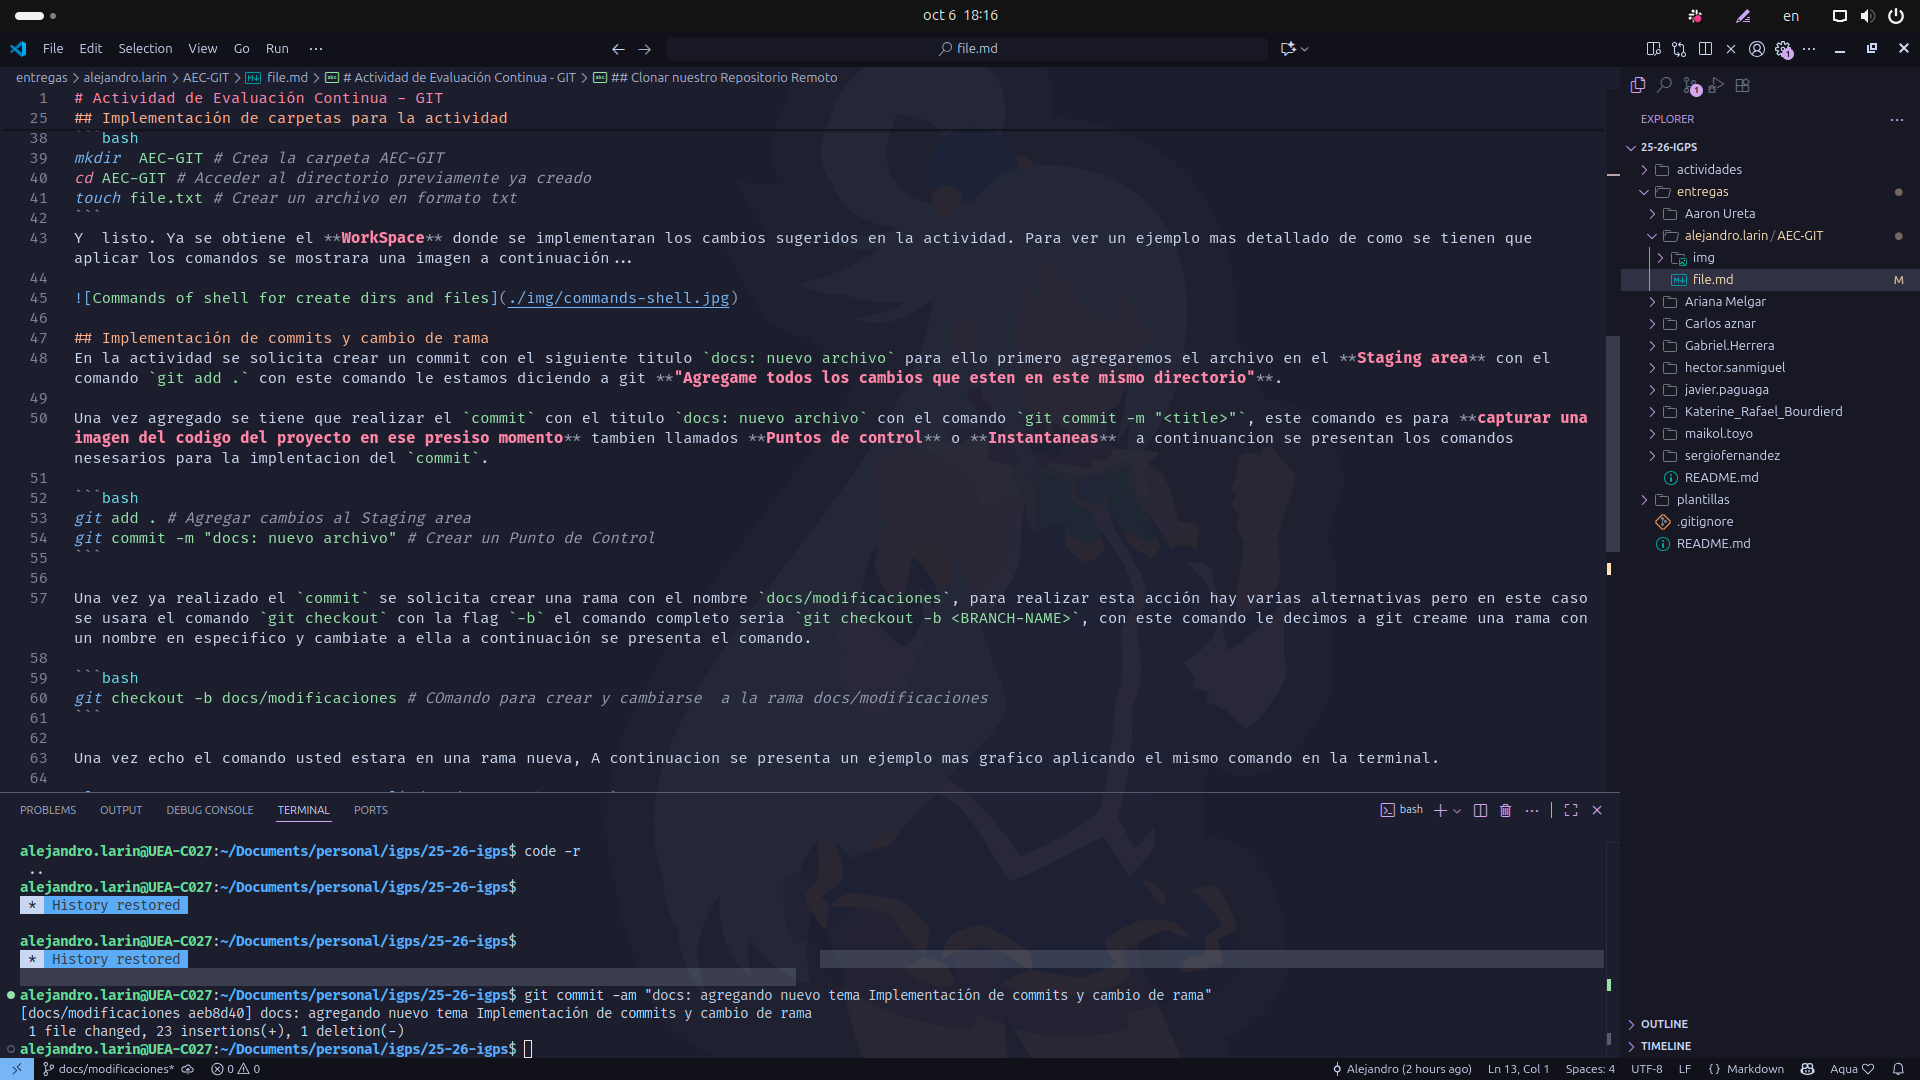 oct 6 18:16
en
File Edit Selection View Go Run ···
file.md
entregas > alejandro.larin > AEC-GIT > file.md > # Actividad de Evaluación Continua - GIT > ## Clonar nuestro Repositorio Remoto
1 # Actividad de Evaluación Continua - GIT
25 ## Implementación de carpetas para la actividad
38 ```bash
39 mkdir  AEC-GIT # Crea la carpeta AEC-GIT
40 cd AEC-GIT # Acceder al directorio previamente ya creado
41 touch file.txt # Crear un archivo en formato txt
42 ```
43 Y  listo. Ya se obtiene el **WorkSpace** donde se implementaran los cambios sugeridos en la actividad. Para ver un ejemplo mas detallado de como se tienen que
aplicar los comandos se mostrara una imagen a continuación...
44
45 ![Commands of shell for create dirs and files](./img/commands-shell.jpg)
46
47 ## Implementación de commits y cambio de rama
48 En la actividad se solicita crear un commit con el siguiente titulo `docs: nuevo archivo` para ello primero agregaremos el archivo en el **Staging area** con el
comando `git add .` con este comando le estamos diciendo a git **"Agregame todos los cambios que esten en este mismo directorio"**.
49
50 Una vez agregado se tiene que realizar el `commit` con el titulo `docs: nuevo archivo` con el comando `git commit -m "<title>"`, este comando es para **capturar una
imagen del codigo del proyecto en ese presiso momento** tambien llamados **Puntos de control** o **Instantaneas**  a continuancion se presentan los comandos
nesesarios para la implentacion del `commit`.
51
52 ```bash
53 git add . # Agregar cambios al Staging area
54 git commit -m "docs: nuevo archivo" # Crear un Punto de Control
55 ```
56
57 Una vez ya realizado el `commit` se solicita crear una rama con el nombre `docs/modificaciones`, para realizar esta acción hay varias alternativas pero en este caso
se usara el comando `git checkout` con la flag `-b` el comando completo seria `git checkout -b <BRANCH-NAME>`, con este comando le decimos a git creame una rama con
un nombre en especifico y cambiate a ella a continuación se presenta el comando.
58
59 ```bash
60 git checkout -b docs/modificaciones # COmando para crear y cambiarse  a la rama docs/modificaciones
61 ```
62
63 Una vez echo el comando usted estara en una rama nueva, A continuacion se presenta un ejemplo mas grafico aplicando el mismo comando en la terminal.
64
PROBLEMS OUTPUT DEBUG CONSOLE TERMINAL PORTS
bash
alejandro.larin@UEA-C027:~/Documents/personal/igps/25-26-igps$ code -r
..
alejandro.larin@UEA-C027:~/Documents/personal/igps/25-26-igps$
* History restored
alejandro.larin@UEA-C027:~/Documents/personal/igps/25-26-igps$
* History restored
alejandro.larin@UEA-C027:~/Documents/personal/igps/25-26-igps$ git commit -am "docs: agregando nuevo tema Implementación de commits y cambio de rama"
[docs/modificaciones aeb8d40] docs: agregando nuevo tema Implementación de commits y cambio de rama
1 file changed, 23 insertions(+), 1 deletion(-)
alejandro.larin@UEA-C027:~/Documents/personal/igps/25-26-igps$
1
1
EXPLORER
25-26-IGPS
actividades
entregas
Aaron Ureta
alejandro.larin / AEC-GIT
img
file.md M
Ariana Melgar
Carlos aznar
Gabriel.Herrera
hector.sanmiguel
javier.paguaga
Katerine_Rafael_Bourdierd
maikol.toyo
sergiofernandez
README.md
plantillas
.gitignore
README.md
OUTLINE
TIMELINE
docs/modificaciones* 0 0 Alejandro (2 hours ago) Ln 13, Col 1 Spaces: 4 UTF-8 LF {} Markdown Aqua